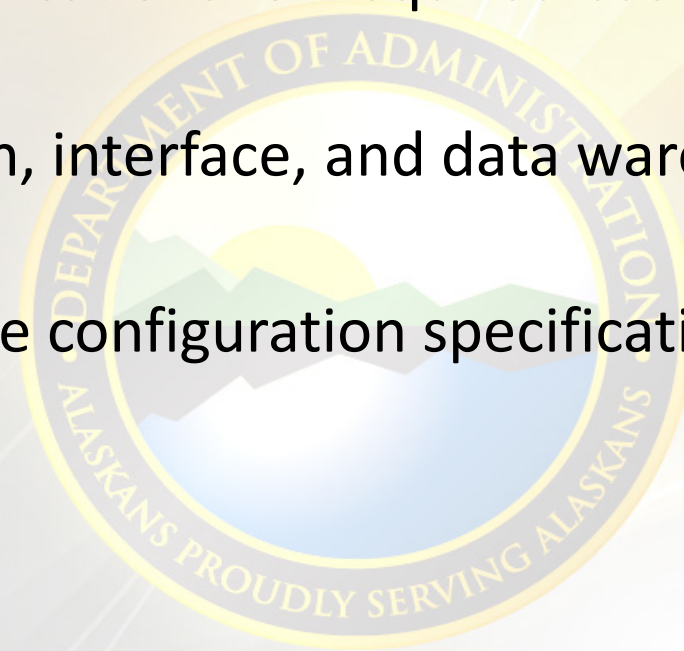 DEPARTMENT OF ADMINISTRATION
n, interface, and data ware
e configuration specificati
ALASKANS PROUDLY SERVING ALASKANS